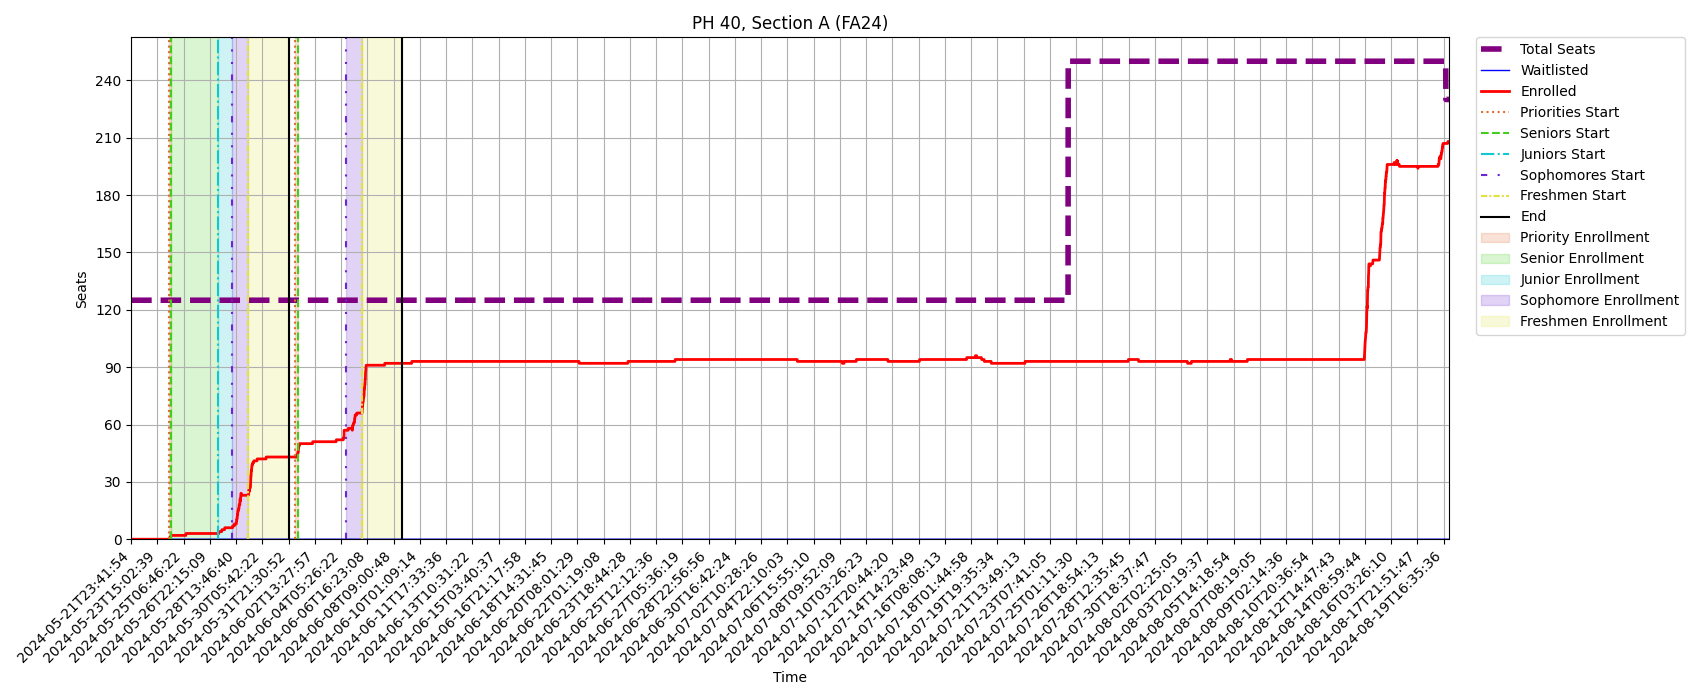 PH 40, Section A (FA24)
Seats
240
210
180
150
120
90
60
30
0
2024-05-21T23:41:54
2024-05-23T15:02:39
2024-05-25T06:46:22
2024-05-26T22:15:09
2024-05-28T13:46:40
2024-05-30T05:42:22
2024-05-31T21:30:52
2024-06-02T13:27:57
2024-06-04T05:26:22
2024-06-06T16:23:08
2024-06-08T09:00:48
2024-06-10T01:09:14
2024-06-11T17:33:36
2024-06-13T10:31:22
2024-06-15T03:40:37
2024-06-16T21:17:58
2024-06-18T14:31:45
2024-06-20T08:01:29
2024-06-22T01:19:08
2024-06-23T18:44:28
2024-06-25T12:12:36
2024-06-27T05:36:19
2024-06-28T22:56:56
2024-06-30T16:42:24
2024-07-02T10:28:26
2024-07-04T22:10:03
2024-07-06T15:55:10
2024-07-08T09:52:09
2024-07-10T03:26:23
2024-07-12T20:44:20
2024-07-14T14:23:49
2024-07-16T08:08:13
2024-07-18T01:44:58
2024-07-19T19:35:34
2024-07-21T13:49:13
2024-07-23T07:41:05
2024-07-25T01:11:30
2024-07-26T18:54:13
2024-07-28T12:35:45
2024-07-30T18:37:47
2024-08-02T02:25:05
2024-08-03T20:19:37
2024-08-05T14:18:54
2024-08-07T08:19:05
2024-08-09T02:14:36
2024-08-10T20:36:54
2024-08-12T14:47:43
2024-08-14T08:59:44
2024-08-16T03:26:10
2024-08-17T21:51:47
2024-08-19T16:35:36
Time
Total Seats
Waitlisted
Enrolled
Priorities Start
Seniors Start
Juniors Start
Sophomores Start
Freshmen Start
End
Priority Enrollment
Senior Enrollment
Junior Enrollment
Sophomore Enrollment
Freshmen Enrollment